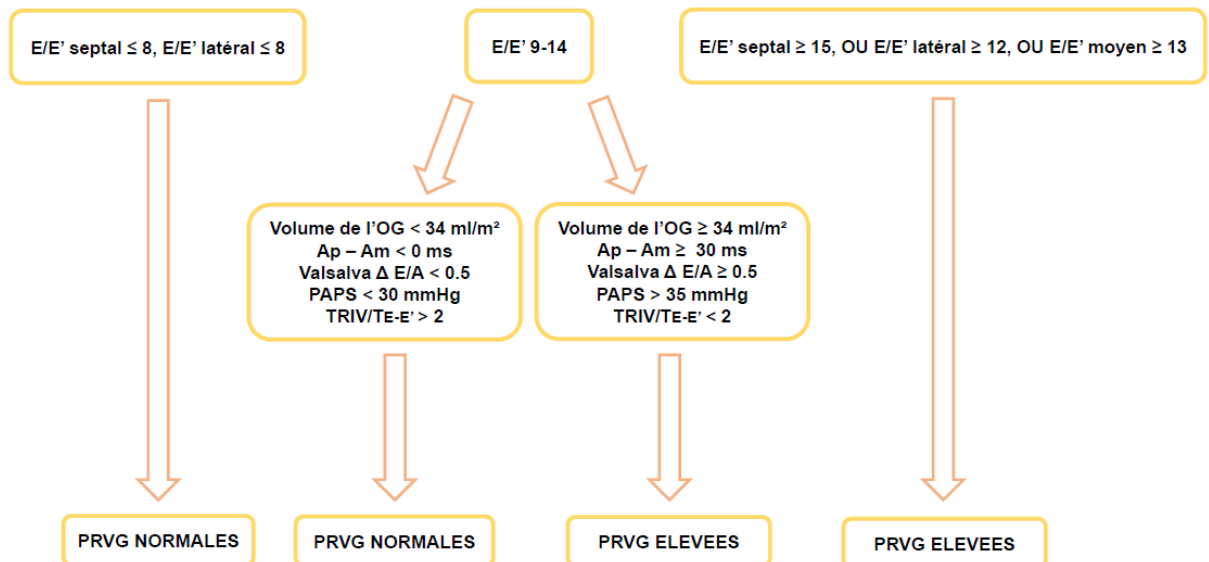 E/E’ septal ≤ 8, E/E’ latéral ≤ 8
E/E’ 9-14
E/E’ septal ≥ 15, OU E/E’ latéral ≥ 12, OU E/E’ moyen ≥ 13
Volume de l’OG < 34 ml/m²
Ap – Am < 0 ms
Valsalva Δ E/A < 0.5
PAPS < 30 mmHg
TRIV/TE-E’ > 2
Volume de l’OG ≥ 34 ml/m²
Ap – Am ≥ 30 ms
Valsalva Δ E/A ≥ 0.5
PAPS > 35 mmHg
TRIV/TE-E’ < 2
PRVG NORMALES
PRVG NORMALES
PRVG ELEVEES
PRVG ELEVEES